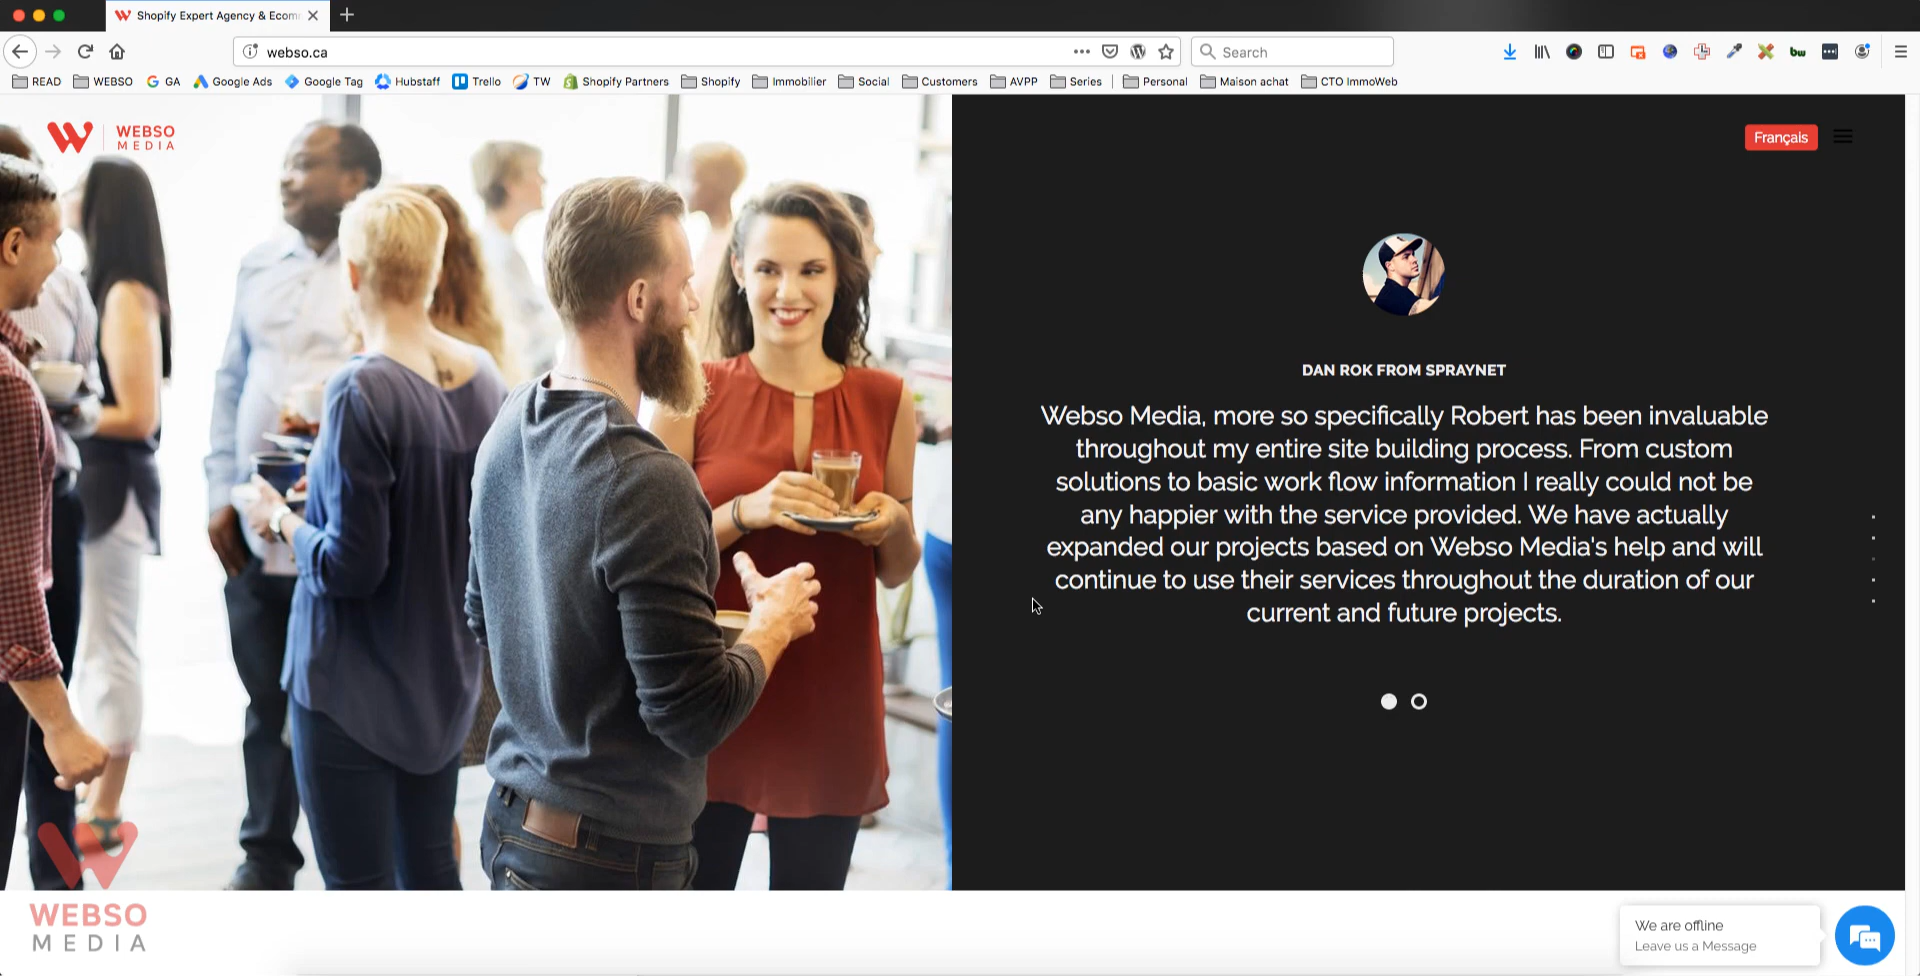 Shopify Expert Agency & Ecom
webso.ca
Search
READ WEBSO GA Google Ads Google Tag Hubstaff Trello TW Shopify Partners Shopify Immobilier Social Customers AVPP Series Personal Maison achat CTO ImmoWeb
WEBSO
MEDIA
Français
DAN ROK FROM SPRAYNET
Webso Media, more so specifically Robert has been invaluable
throughout my entire site building process. From custom
solutions to basic work flow information I really could not be
any happier with the service provided. We have actually
expanded our projects based on Webso Media's help and will
continue to use their services throughout the duration of our
current and future projects.
WEBSO
MEDIA
We are offline
Leave us a Message